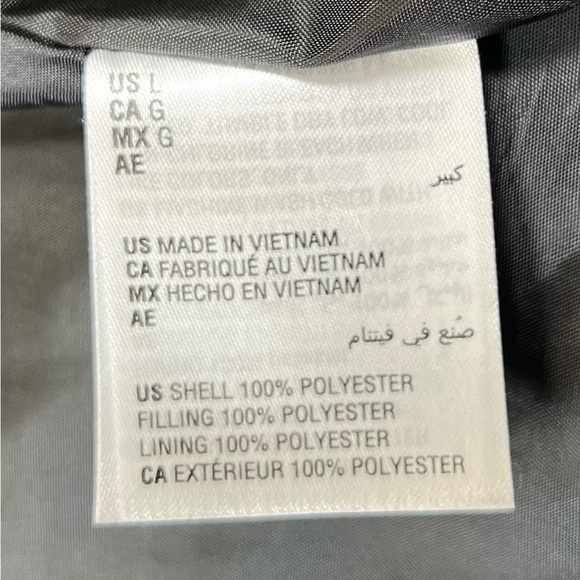 US L
CA G
MX G
AE
كبير
US MADE IN VIETNAM
CA FABRIQUÉ AU VIETNAM
MX HECHO EN VIETNAM
AE
صُنع في فيتنام
US SHELL 100% POLYESTER
FILLING 100% POLYESTER
LINING 100% POLYESTER
CA EXTÉRIEUR 100% POLYESTER